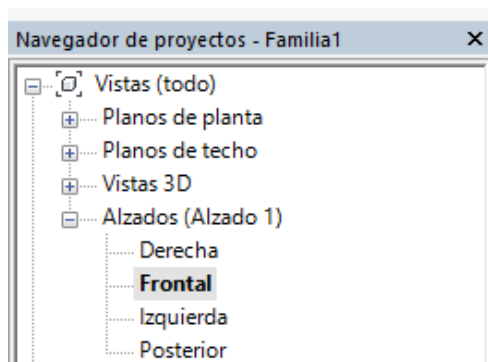 Navegador de proyectos - Familia1
Vistas (todo)
Planos de planta
Planos de techo
Vistas 3D
Alzados (Alzado 1)
Derecha
Frontal
Izquierda
Posterior